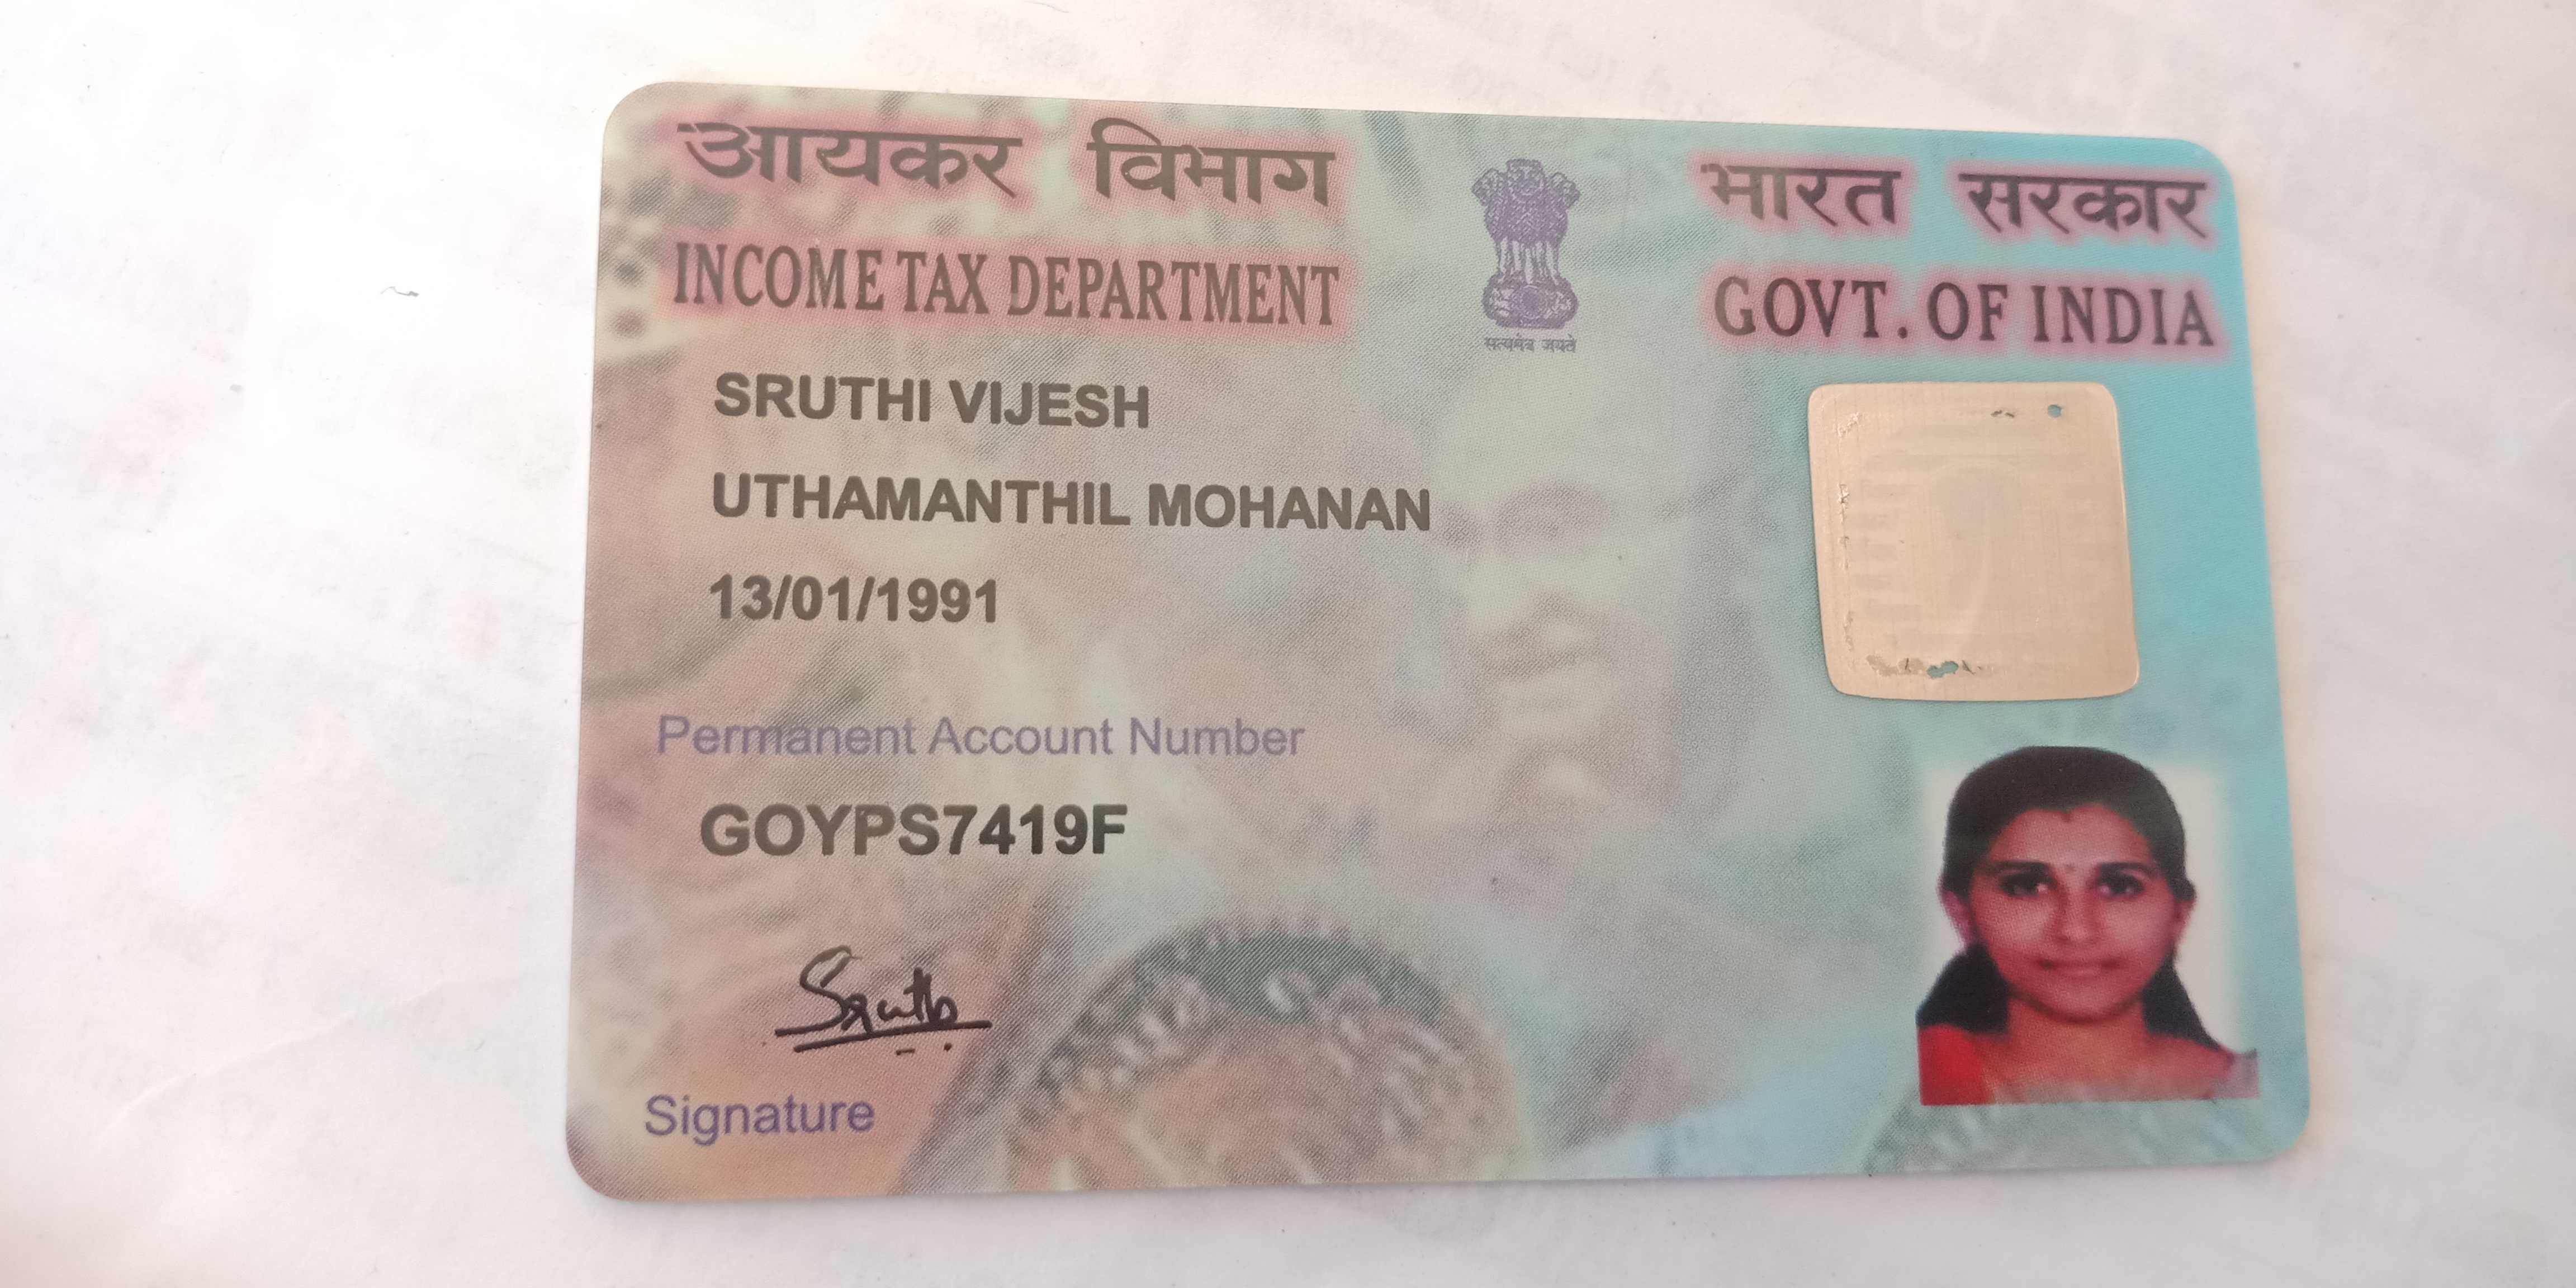 आयकर विभाग
INCOME TAX DEPARTMENT
सत्यमेव जयते
भारत सरकार
GOVT. OF INDIA
SRUTHI VIJESH
UTHAMANTHIL MOHANAN
13/01/1991
Permanent Account Number
GOYPS7419F
Sruthi
Signature